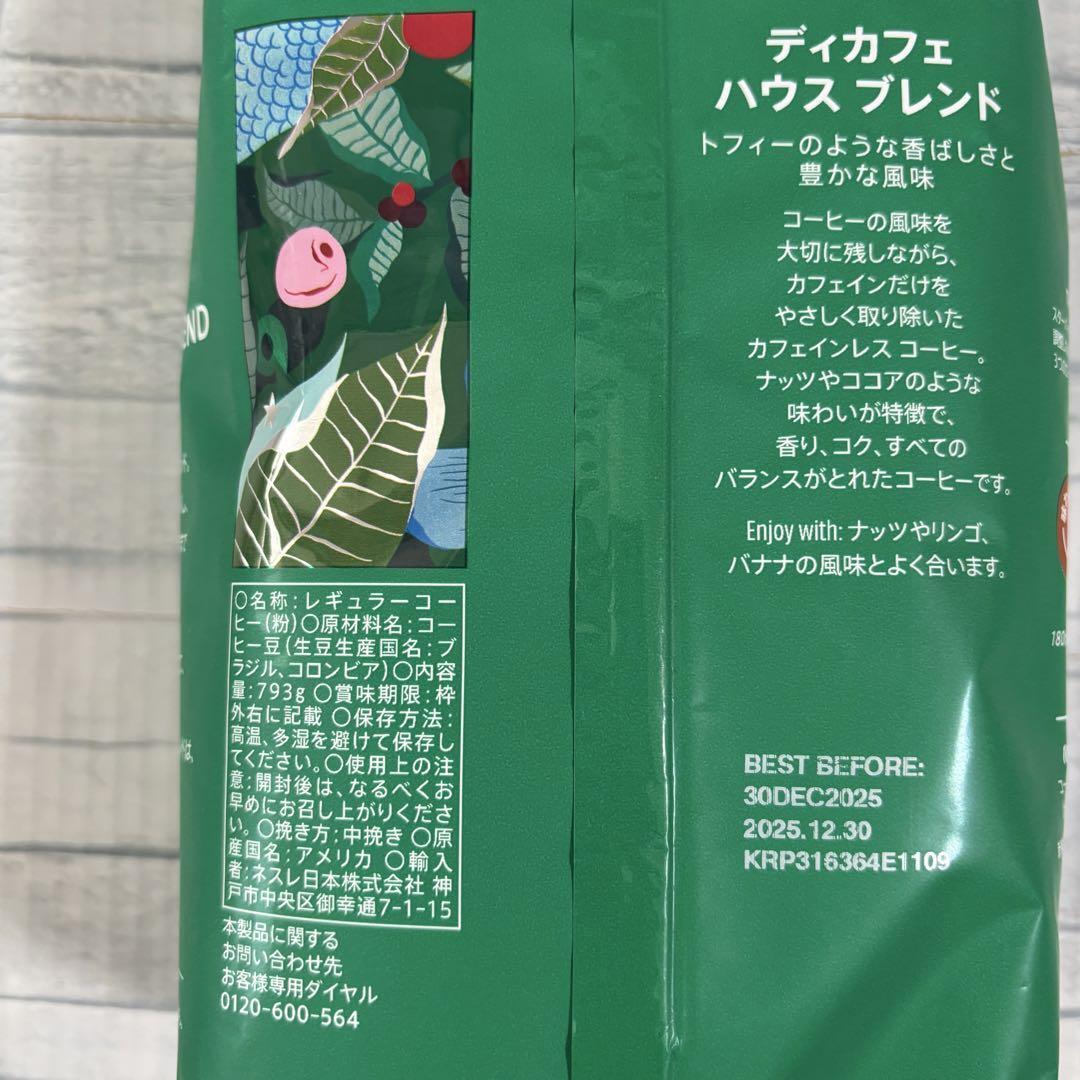 END
〇名称:レギュラーコー
ヒー(粉)〇原材料名:コー
ヒー豆(生豆生産国名:ブ
ラジル、コロンビア)〇内容
量:793g 〇賞味期限:枠
外右に記載 〇保存方法:
高温、多湿を避けて保存し
てください。〇使用上の注
意;開封後は、なるべくお
早めにお召し上がりくださ
い。〇挽き方:中挽き 〇原
産国名:アメリカ 〇輸入
者:ネスレ日本株式会社 神
戸市中央区御幸通7-1-15
本製品に関する
お問い合わせ先
お客様専用ダイヤル
0120-600-564
ディカフェ
ハウス ブレンド
トフィーのような香ばしさと
豊かな風味
コーヒーの風味を
大切に残しながら、
カフェインだけを
やさしく取り除いた
カフェインレス コーヒー。
ナッツやココアのような
味わいが特徴で、
香り、コク、すべての
バランスがとれたコーヒーです。
Enjoy with: ナッツやリンゴ、
バナナの風味とよく合います。
BEST BEFORE:
30DEC2025
2025.12.30
KRP316364E1109